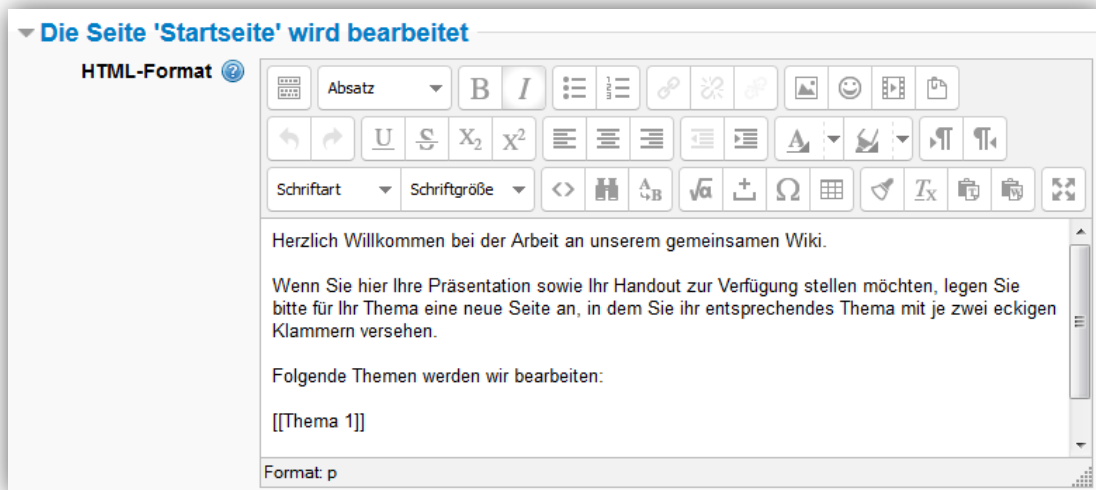 Die Seite 'Startseite' wird bearbeitet
HTML-Format
Absatz
Schriftart Schriftgröße
Herzlich Willkommen bei der Arbeit an unserem gemeinsamen Wiki.
Wenn Sie hier Ihre Präsentation sowie Ihr Handout zur Verfügung stellen möchten, legen Sie
bitte für Ihr Thema eine neue Seite an, in dem Sie ihr entsprechendes Thema mit je zwei eckigen
Klammern versehen.
Folgende Themen werden wir bearbeiten:
[[Thema 1]]
Format: p